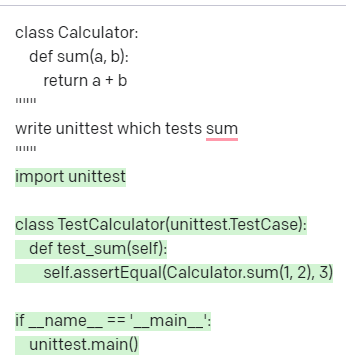 class Calculator:
    def sum(a, b):
        return a + b
"""
write unittest which tests sum
"""
import unittest

class TestCalculator(unittest.TestCase):
    def test_sum(self):
        self.assertEqual(Calculator.sum(1, 2), 3)

if __name__ == '__main__':
    unittest.main()